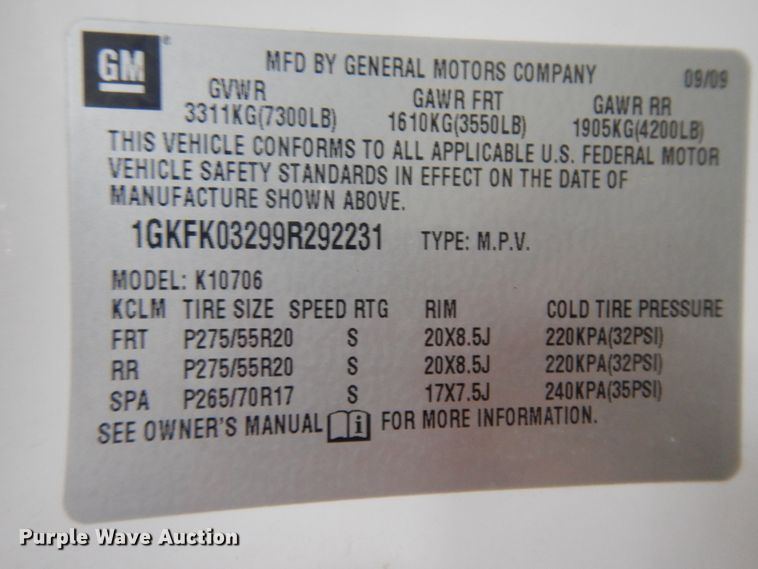 GM
MFD BY GENERAL MOTORS COMPANY 09/09
GVWR GAWR FRT GAWR RR
3311KG(7300LB) 1610KG(3550LB) 1905KG(4200LB)
THIS VEHICLE CONFORMS TO ALL APPLICABLE U.S. FEDERAL MOTOR
VEHICLE SAFETY STANDARDS IN EFFECT ON THE DATE OF
MANUFACTURE SHOWN ABOVE.
1GKFK03299R292231 TYPE: M.P.V.
MODEL: K10706
KCLM TIRE SIZE SPEED RTG RIM COLD TIRE PRESSURE
FRT P275/55R20 S 20X8.5J 220KPA(32PSI)
RR P275/55R20 S 20X8.5J 220KPA(32PSI)
SPA P265/70R17 S 17X7.5J 240KPA(35PSI)
SEE OWNER'S MANUAL i FOR MORE INFORMATION.
Purple Wave Auction